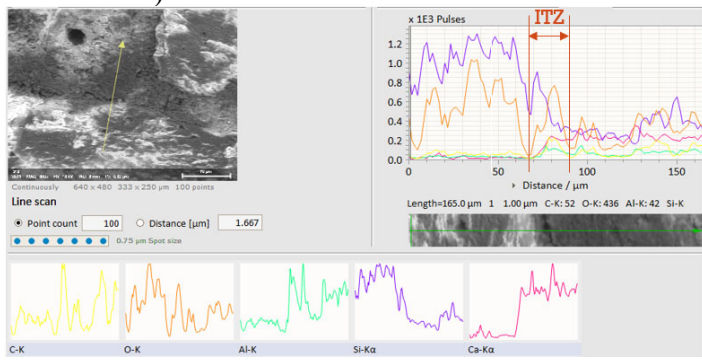 x 1E3 Pulses
ITZ
1.2
1.0
0.8
0.6
0.4
0.2
0.0
0 50 100 150
Distance / µm
Continuously 640 x 480 333 x 250 µm 100 points
Line scan
Point count 100 Distance [µm] 1.667
0.75 µm Spot size
Length=165.0 µm 1 1.00 µm C-K: 52 O-K: 436 Al-K: 42 Si-K
C-K O-K Al-K Si-Kα Ca-Kα